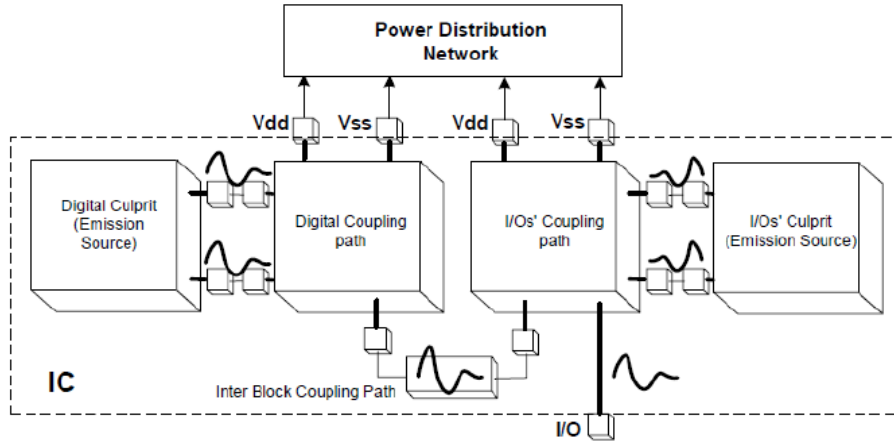 Power Distribution
Network
Vdd
Vss
Vdd
Vss
Digital Culprit
(Emission
Source)
Digital Coupling
path
I/Os' Coupling
path
I/Os' Culprit
(Emission Source)
IC
Inter Block Coupling Path
I/O